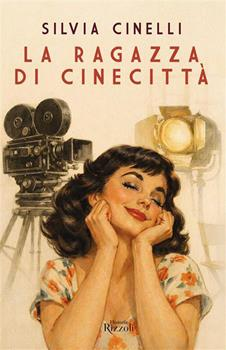 SILVIA CINELLI
LA RAGAZZA
DI CINECITTÀ
Rizzoli